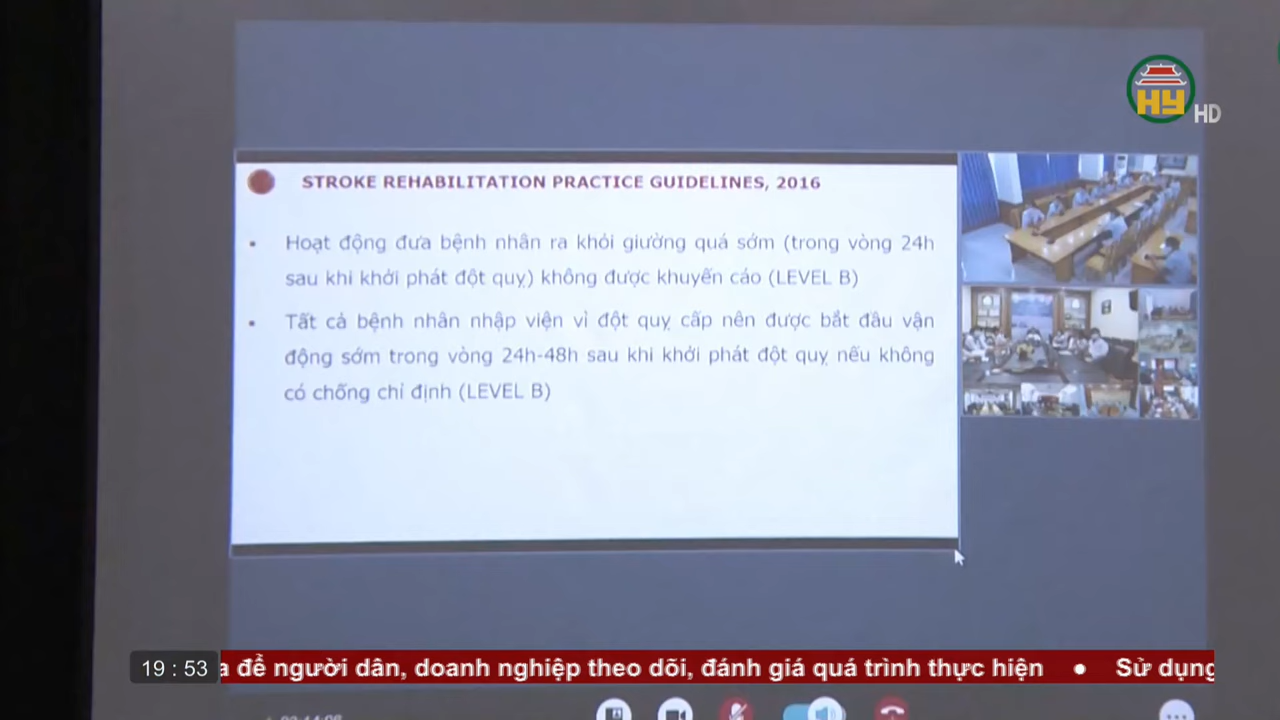 HY HD
STROKE REHABILITATION PRACTICE GUIDELINES, 2016
• Hoạt động đưa bệnh nhân ra khỏi giường quá sớm (trong vòng 24h
sau khi khởi phát đột quỵ) không được khuyến cáo (LEVEL B)
• Tất cả bệnh nhân nhập viện vì đột quỵ cấp nên được bắt đầu vận
động sớm trong vòng 24h-48h sau khi khởi phát đột quỵ nếu không
có chống chỉ định (LEVEL B)
19 : 53 a để người dân, doanh nghiệp theo dõi, đánh giá quá trình thực hiện • Sử dụng